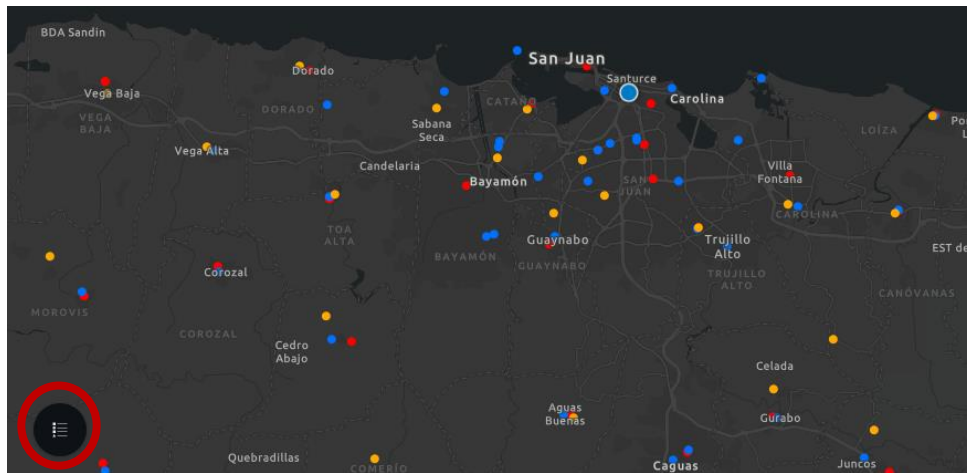 BDA Sandin
San Juan
Dorado
Santurce
Vega Baja
CATAÑO
Carolina
DORADO
VEGA
BAJA
Sabana
Seca
LOÍZA
Vega Alta
Candelaria
Villa
Fontana
Bayamón
SAN
JUAN
CAROLINA
TOA
ALTA
Guaynabo
Trujillo
Alto
EST de
BAYAMÓN
GUAYNABO
Corozal
TRUJILLO
ALTO
CANÓVANAS
MOROVIS
COROZAL
Cedro
Abajo
Celada
Aguas
Buenas
Gurabo
Quebradillas
COMERÍO
Caguas
Juncos